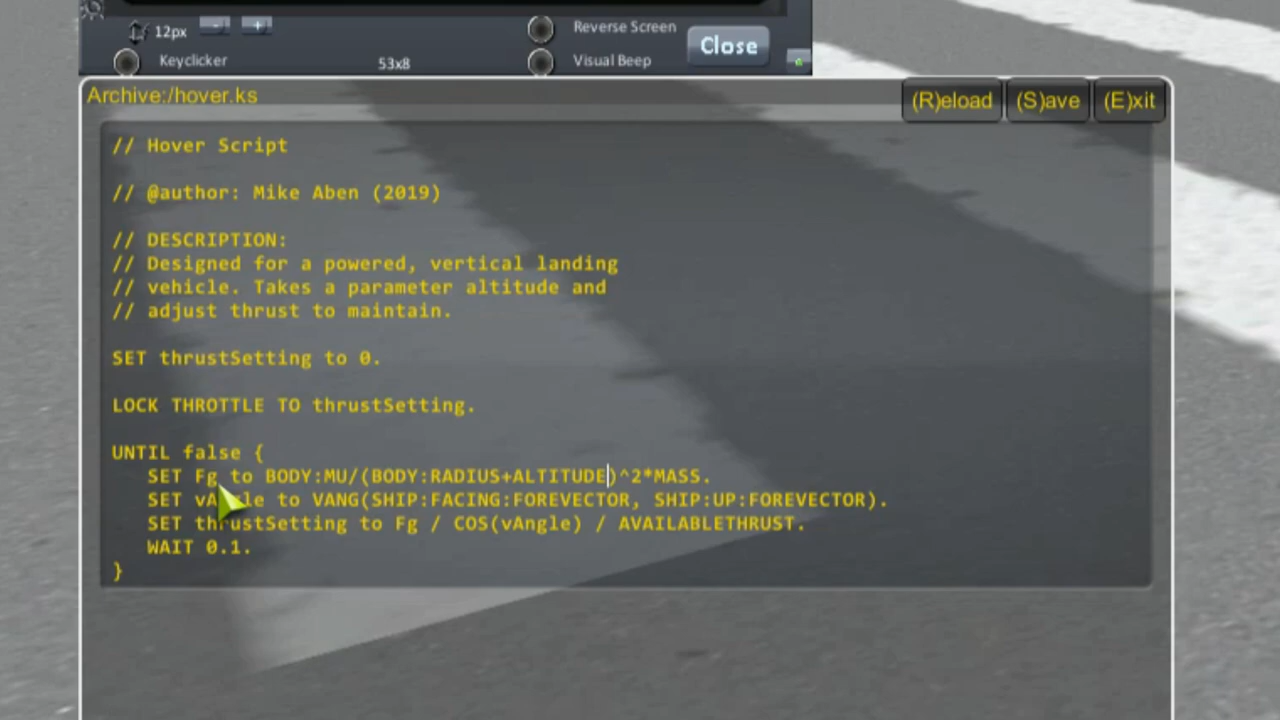 12px - +
Reverse Screen
Close
Keyclicker
53x8
Visual Beep
Archive:/hover.ks
(R)eload
(S)ave
(E)xit
// Hover Script
// @author: Mike Aben (2019)
// DESCRIPTION:
// Designed for a powered, vertical landing
// vehicle. Takes a parameter altitude and
// adjust thrust to maintain.
SET thrustSetting to 0.
LOCK THROTTLE TO thrustSetting.
UNTIL false {
SET Fg to BODY:MU/(BODY:RADIUS+ALTITUDE)^2*MASS.
SET vAngle to VANG(SHIP:FACING:FOREVECTOR, SHIP:UP:FOREVECTOR).
SET thrustSetting to Fg / COS(vAngle) / AVAILABLETHRUST.
WAIT 0.1.
}